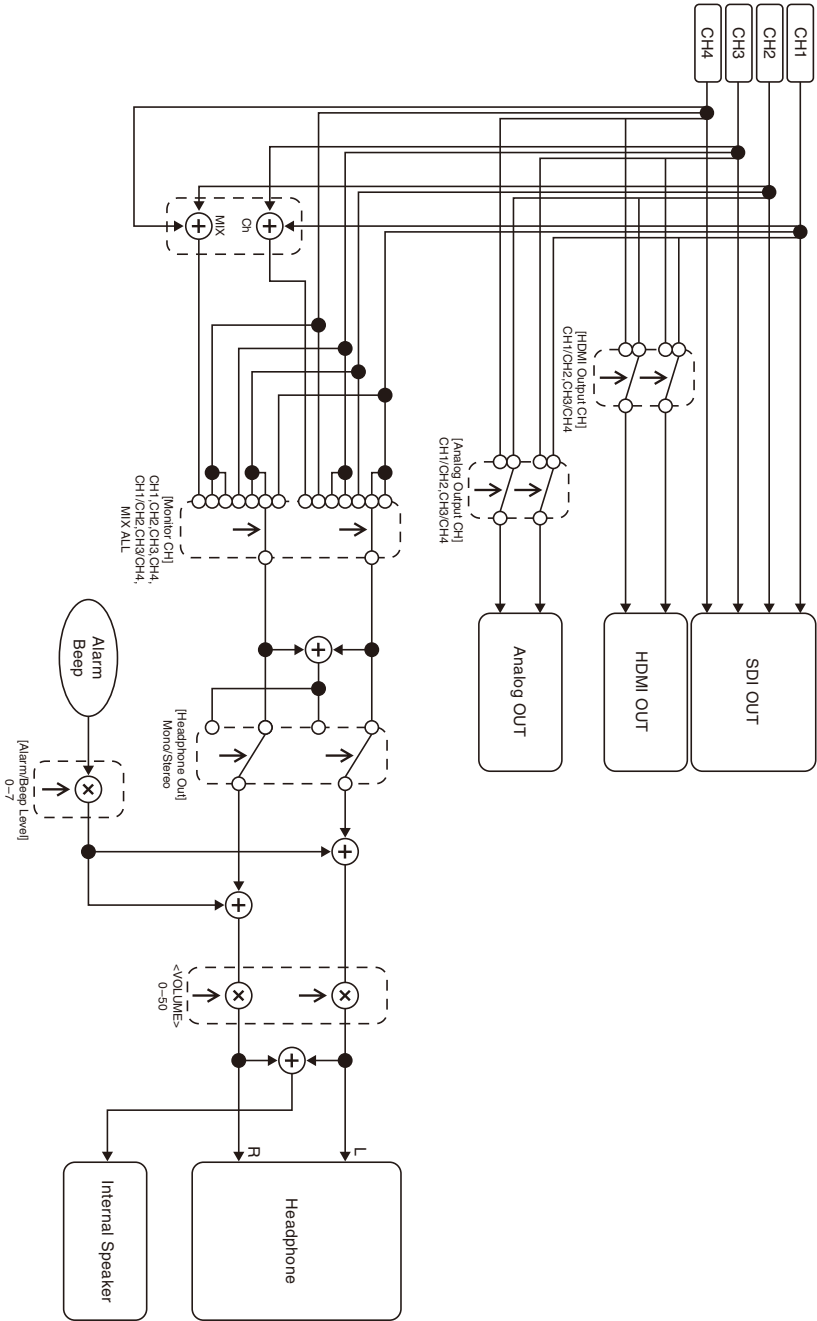 CH1
CH2
CH3
CH4
SDI OUT
HDMI OUT
[HDMI Output CH]
CH1/CH2,CH3/CH4
Analog OUT
[Analog Output CH]
CH1/CH2,CH3/CH4
Ch
MIX
[Monitor CH]
CH1,CH2,CH3,CH4,
CH1/CH2,CH3/CH4,
MIX ALL
[Headphone Out]
Mono/Stereo
Alarm
Beep
[Alarm/Beep Level]
0–7
<VOLUME>
0–50
L
R
Headphone
Internal Speaker